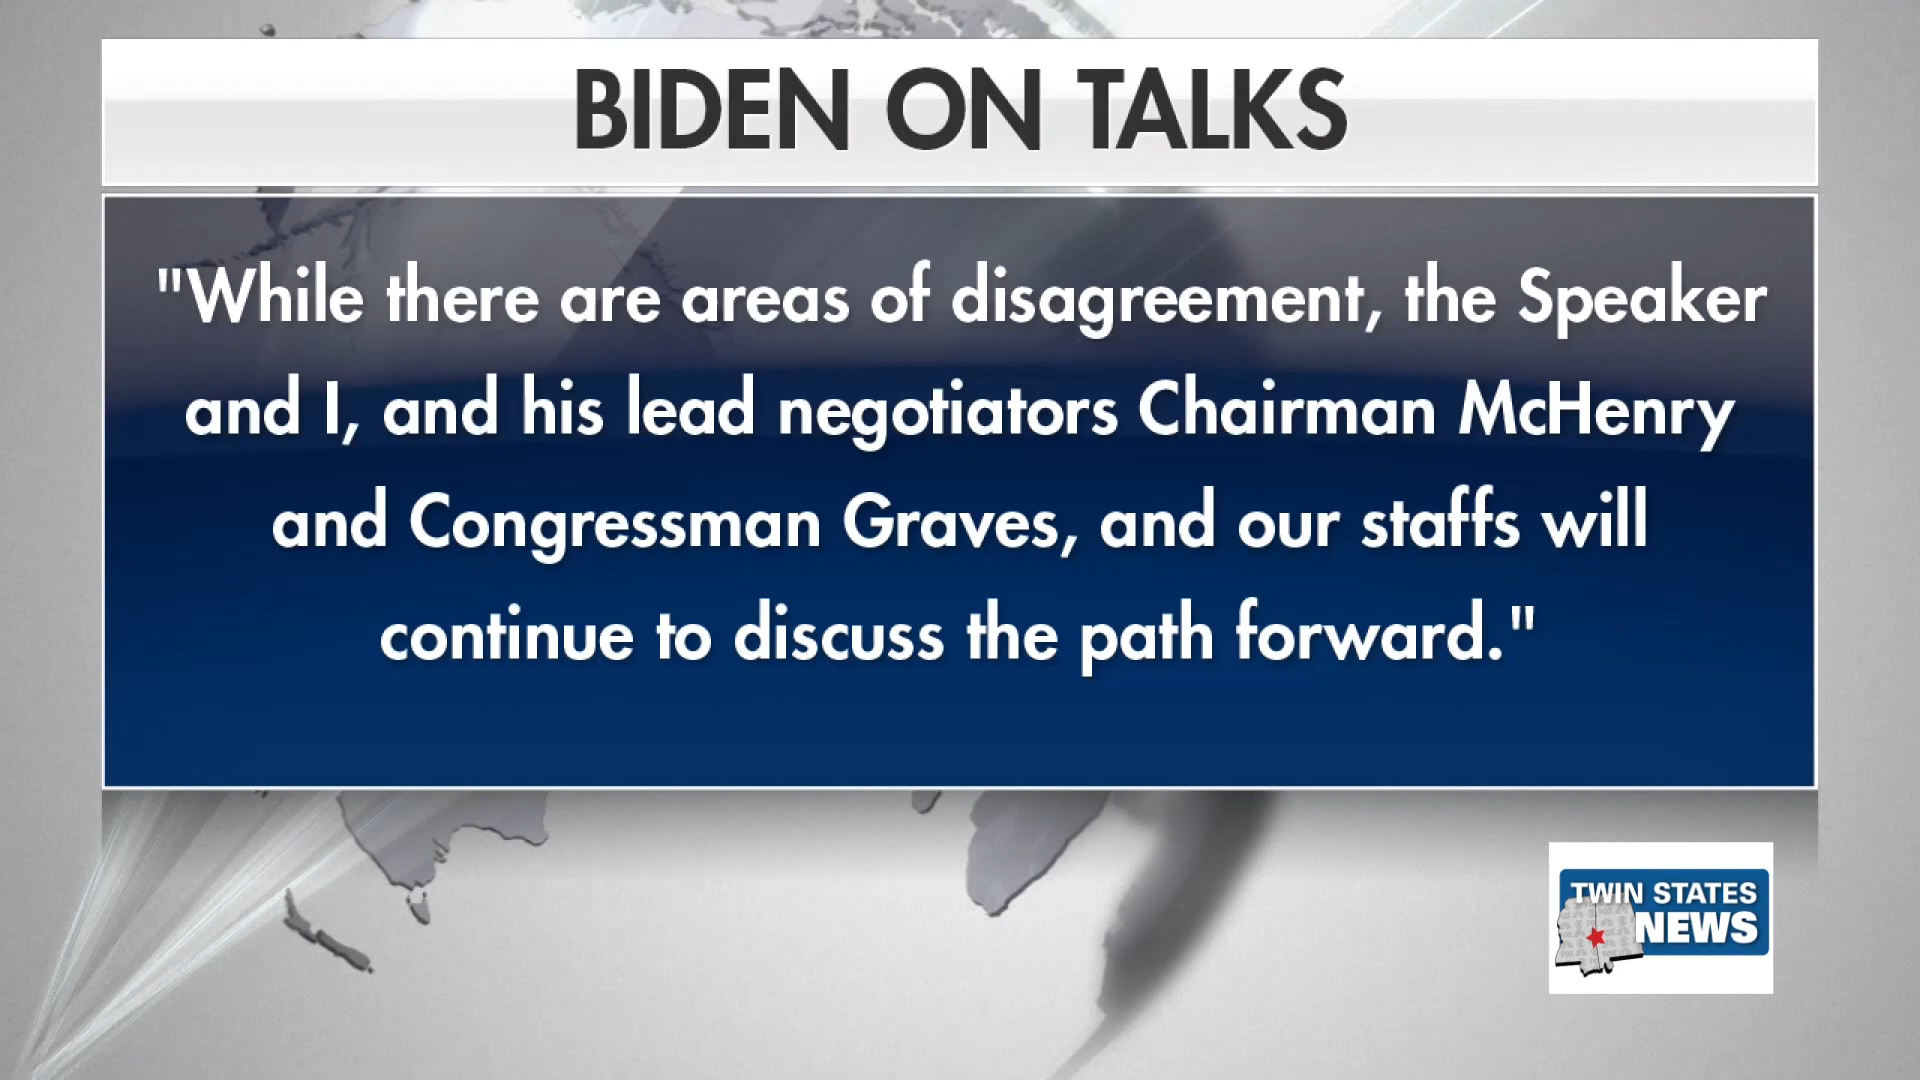 BIDEN ON TALKS
"While there are areas of disagreement, the Speaker
and I, and his lead negotiators Chairman McHenry
and Congressman Graves, and our staffs will
continue to discuss the path forward."
TWIN STATES
NEWS